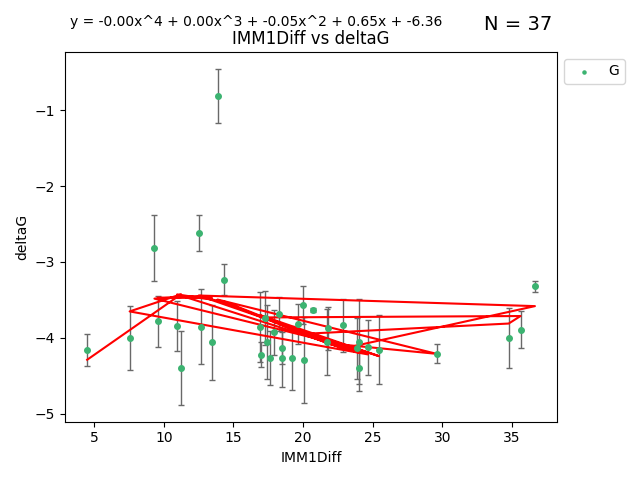 y = -0.00x^4 + 0.00x^3 + -0.05x^2 + 0.65x + -6.36
N = 37
IMM1Diff vs deltaG
G
−1
−2
−3
−4
−5
deltaG
5 10 15 20 25 30 35
IMM1Diff